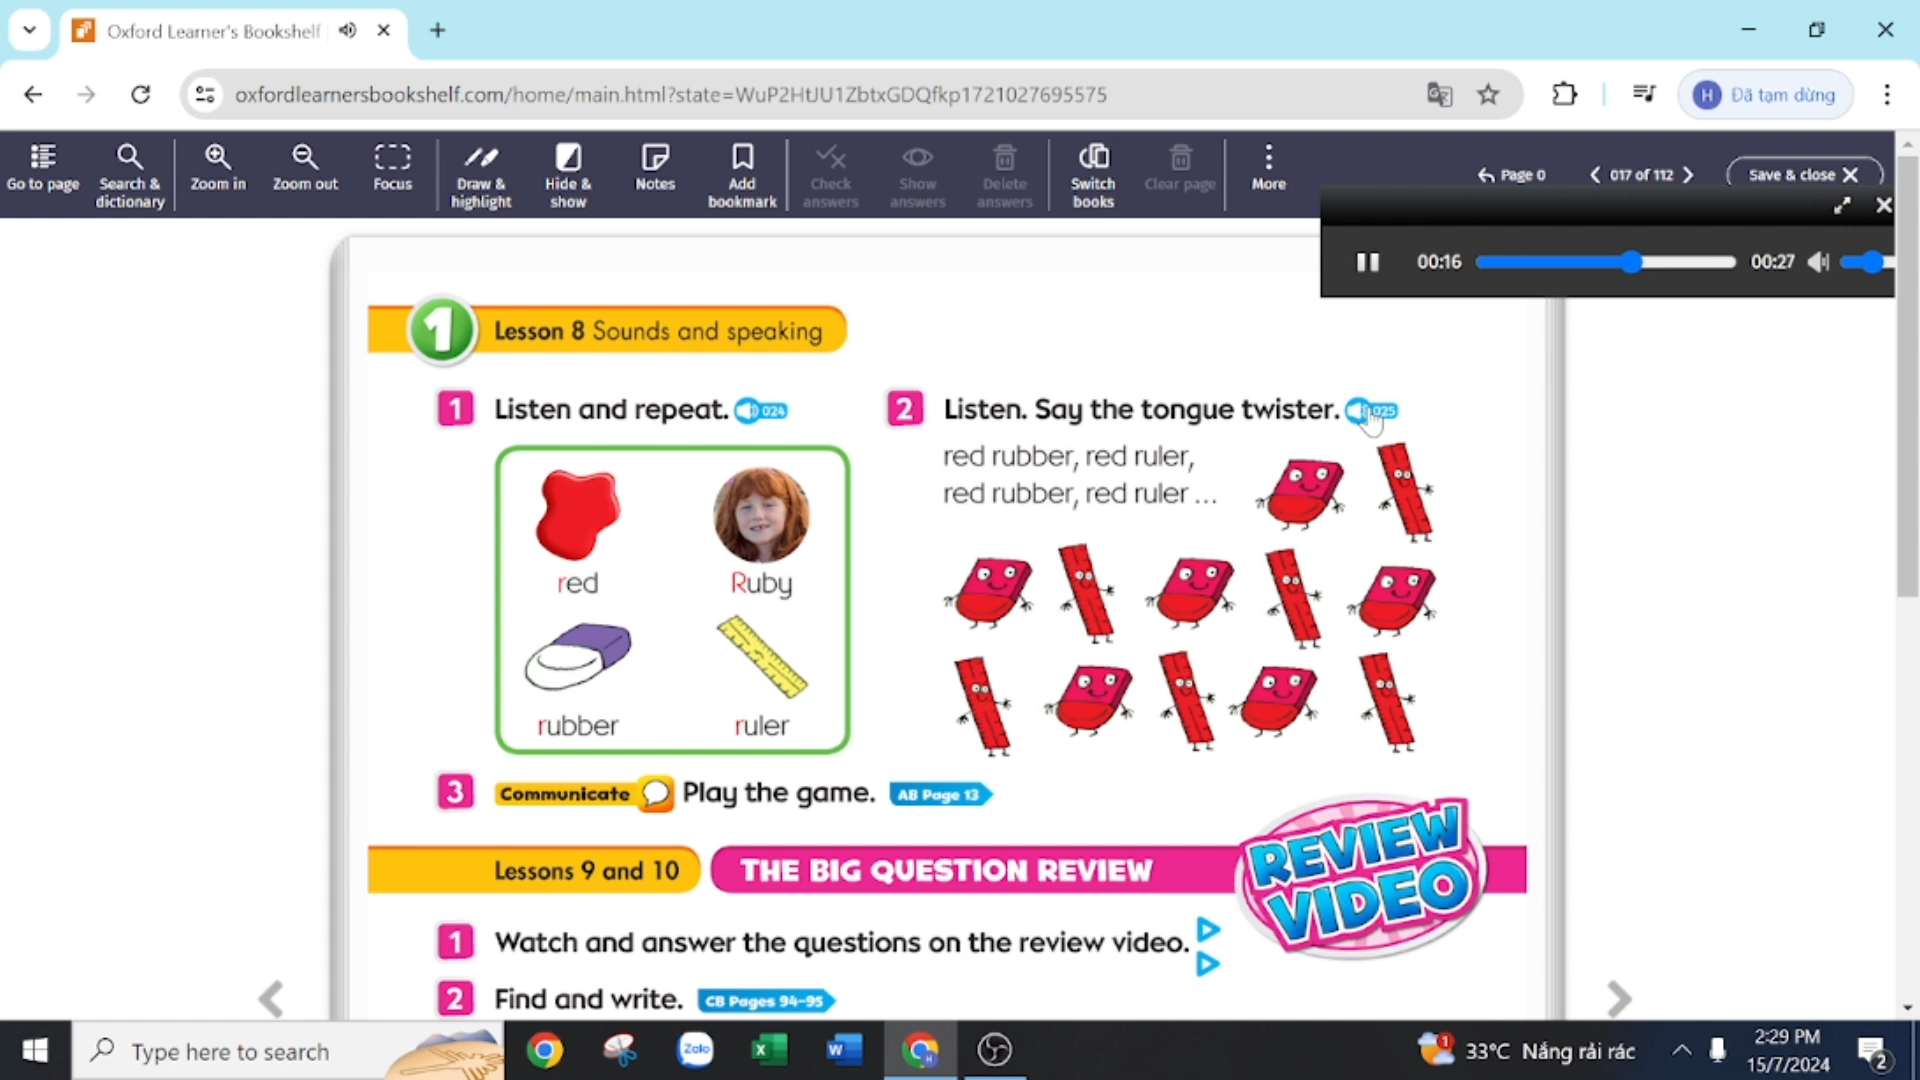 Oxford Learner's Bookshelf
oxfordlearnersbookshelf.com/home/main.html?state=WuP2HtJU1ZbtxGDQfkp1721027695575
H Đã tạm dừng
Go to page
Search & dictionary
Zoom in
Zoom out
Focus
Draw & highlight
Hide & show
Notes
Add bookmark
Check answers
Show answers
Delete answers
Switch books
Clear page
More
Page 0
017 of 112
Save & close
00:16
00:27
1 Lesson 8 Sounds and speaking
1 Listen and repeat. 024
red
Ruby
rubber
ruler
2 Listen. Say the tongue twister. 025
red rubber, red ruler,
red rubber, red ruler ...
3 Communicate Play the game. AB Page 13
Lessons 9 and 10 THE BIG QUESTION REVIEW
REVIEW
VIDEO
1 Watch and answer the questions on the review video.
2 Find and write. CB Pages 94–95
Type here to search
Zalo
1
33°C Nắng rải rác
2:29 PM
15/7/2024
2